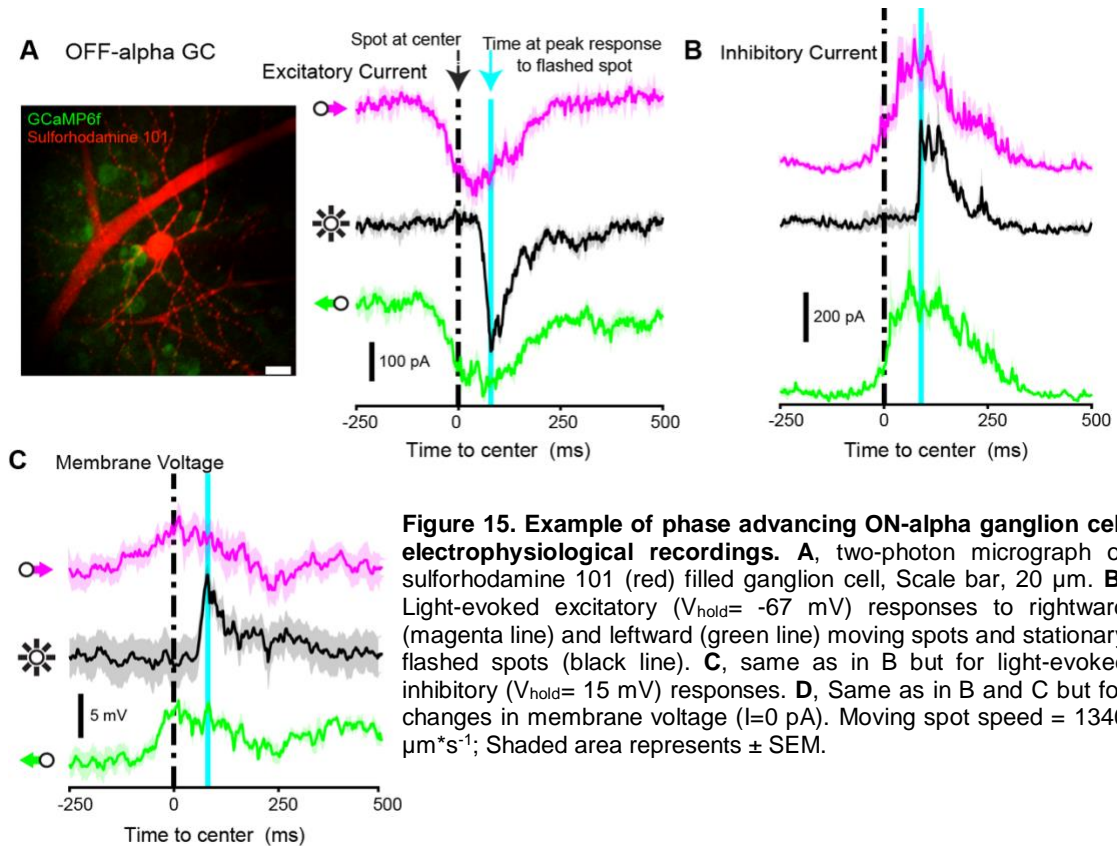 A OFF-alpha GC
GCaMP6f
Sulforhodamine 101
Spot at center
Time at peak response
to flashed spot
Excitatory Current
100 pA
-250 0 250 500
Time to center (ms)
B
Inhibitory Current
200 pA
-250 0 250 500
Time to center (ms)
C Membrane Voltage
5 mV
-250 0 250 500
Time to center (ms)
Figure 15. Example of phase advancing ON-alpha ganglion cel
electrophysiological recordings. A, two-photon micrograph o
sulforhodamine 101 (red) filled ganglion cell, Scale bar, 20 µm. B
Light-evoked excitatory (Vhold= -67 mV) responses to rightwar
(magenta line) and leftward (green line) moving spots and stationary
flashed spots (black line). C, same as in B but for light-evoked
inhibitory (Vhold= 15 mV) responses. D, Same as in B and C but fo
changes in membrane voltage (I=0 pA). Moving spot speed = 1340
µm*s-1; Shaded area represents ± SEM.